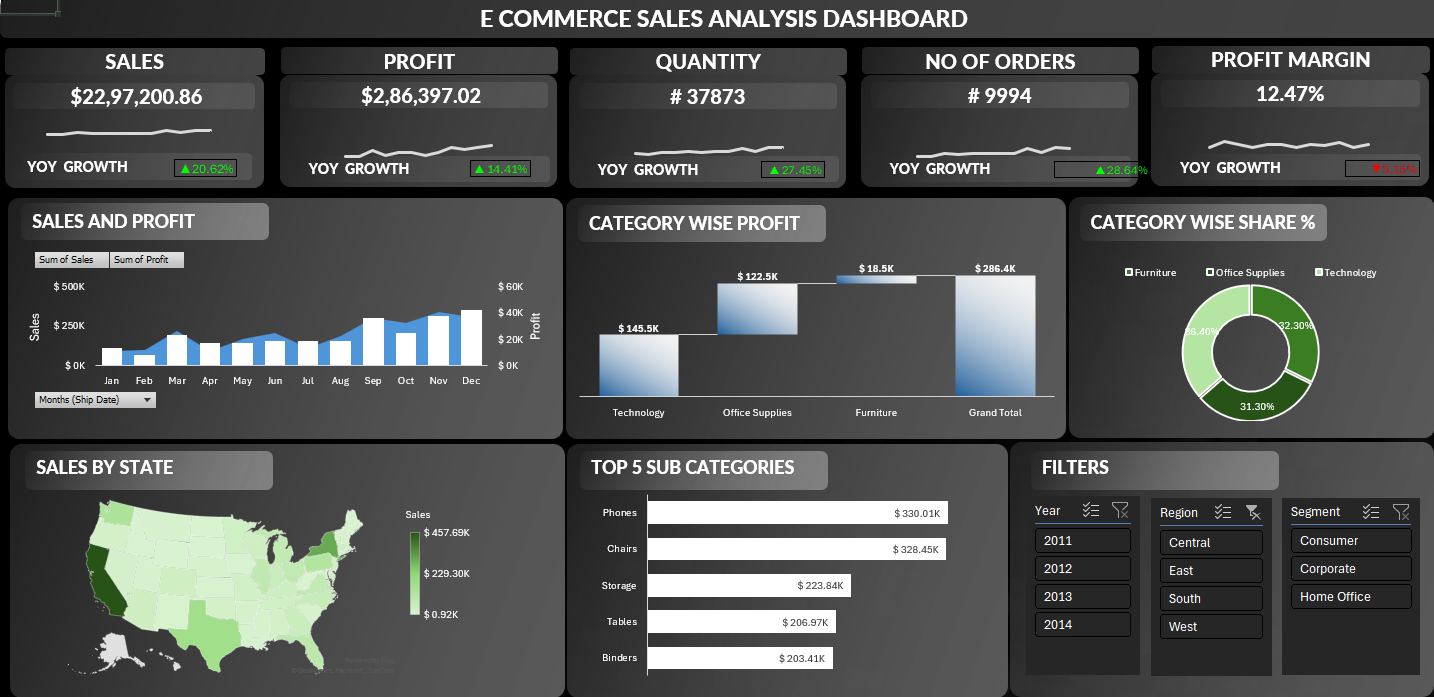 E COMMERCE SALES ANALYSIS DASHBOARD
SALES
$22,97,200.86
YOY GROWTH
▲20.62%
PROFIT
$2,86,397.02
YOY GROWTH
▲14.41%
QUANTITY
# 37873
YOY GROWTH
▲27.45%
NO OF ORDERS
# 9994
YOY GROWTH
▲28.64%
PROFIT MARGIN
12.47%
YOY GROWTH
SALES AND PROFIT
Sum of Sales
Sum of Profit
$ 500K
$ 250K
$ 0K
Sales
$ 60K
$ 40K
$ 20K
$ 0K
Profit
Jan Feb Mar Apr May Jun Jul Aug Sep Oct Nov Dec
Months (Ship Date)
CATEGORY WISE PROFIT
$ 145.5K
$ 122.5K
$ 18.5K
$ 286.4K
Technology Office Supplies Furniture Grand Total
CATEGORY WISE SHARE %
Furniture Office Supplies Technology
36.40%
32.30%
31.30%
SALES BY STATE
Sales
$ 457.69K
$ 229.30K
$ 0.92K
TOP 5 SUB CATEGORIES
Phones $ 330.01K
Chairs $ 328.45K
Storage $ 223.84K
Tables $ 206.97K
Binders $ 203.41K
FILTERS
Year
2011
2012
2013
2014
Region
Central
East
South
West
Segment
Consumer
Corporate
Home Office